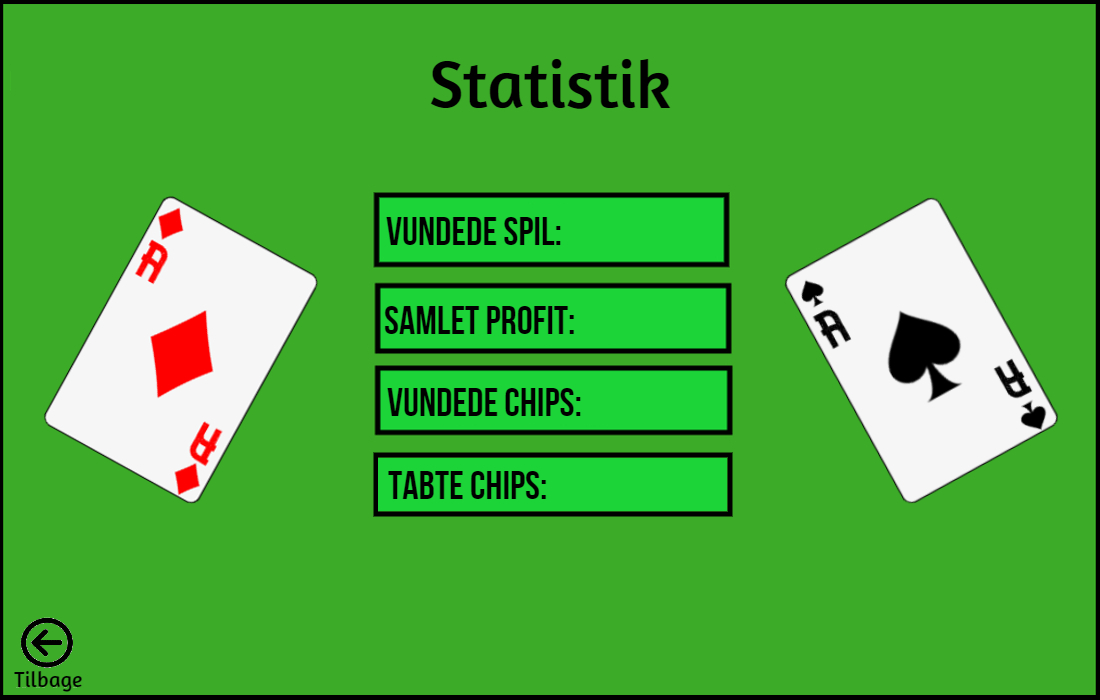 Statistik
A
VUNDEDE SPIL:
A
SAMLET PROFIT:
VUNDEDE CHIPS:
A
TABTE CHIPS:
A
Tilbage